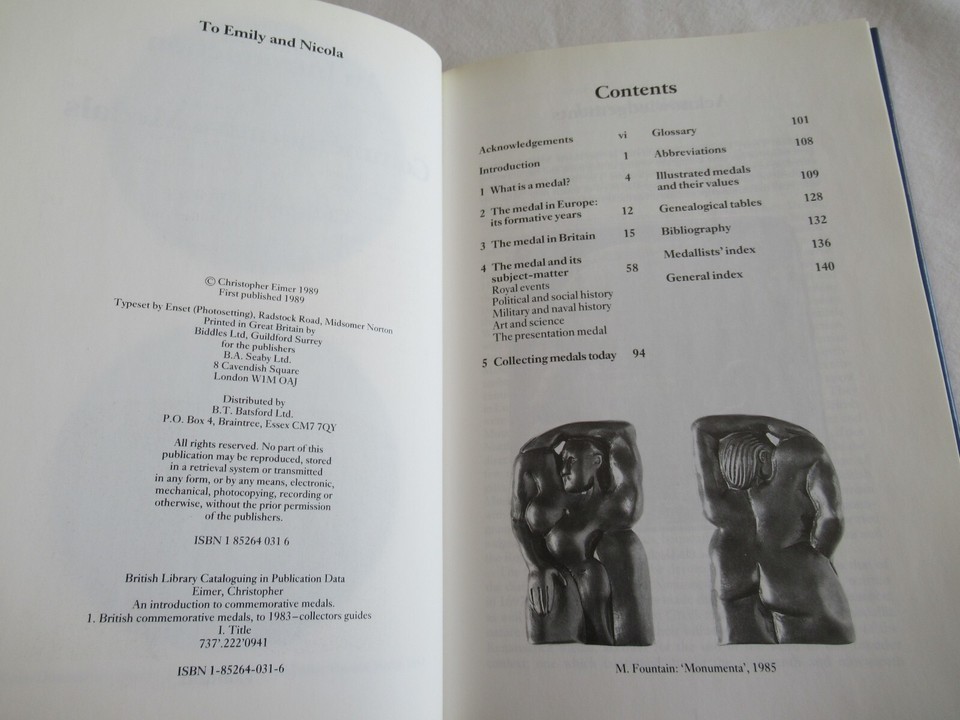 To Emily and Nicola
© Christopher Eimer 1989
First published 1989
Typeset by Enset (Photosetting), Radstock Road, Midsomer Norton
Printed in Great Britain by
Biddles Ltd, Guildford Surrey
for the publishers
B.A. Seaby Ltd.
8 Cavendish Square
London W1M OAJ
Distributed by
B.T. Batsford Ltd.
P.O. Box 4, Braintree, Essex CM7 7QY
All rights reserved. No part of this
publication may be reproduced, stored
in a retrieval system or transmitted
in any form, or by any means, electronic,
mechanical, photocopying, recording or
otherwise, without the prior permission
of the publishers.
ISBN 1 85264 031 6
British Library Cataloguing in Publication Data
Eimer, Christopher
An introduction to commemorative medals.
1. British commemorative medals, to 1983–collectors guides
I. Title
737'.222'0941
ISBN 1-85264-031-6
Contents
Acknowledgements vi
Introduction 1
1 What is a medal? 4
2 The medal in Europe:
its formative years 12
3 The medal in Britain 15
4 The medal and its
subject-matter 58
Royal events
Political and social history
Military and naval history
Art and science
The presentation medal
5 Collecting medals today 94
Glossary 101
Abbreviations 108
Illustrated medals
and their values 109
Genealogical tables 128
Bibliography 132
Medallists' index 136
General index 140
M. Fountain: 'Monumenta', 1985